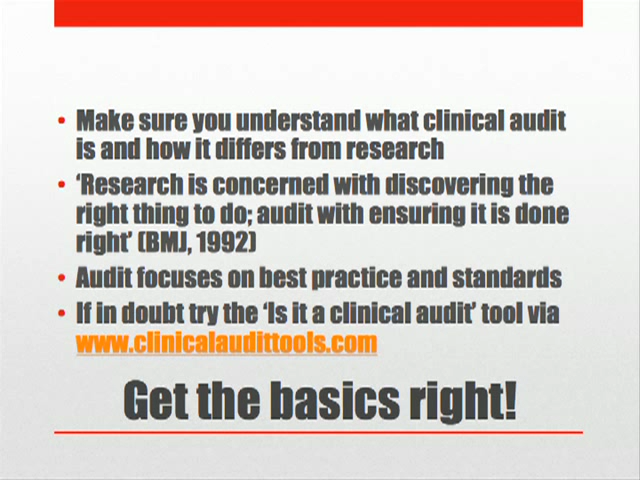 • Make sure you understand what clinical audit
is and how it differs from research
• ‘Research is concerned with discovering the
right thing to do; audit with ensuring it is done
right’ (BMJ, 1992)
• Audit focuses on best practice and standards
• If in doubt try the ‘Is it a clinical audit’ tool via
www.clinicalaudittools.com
Get the basics right!